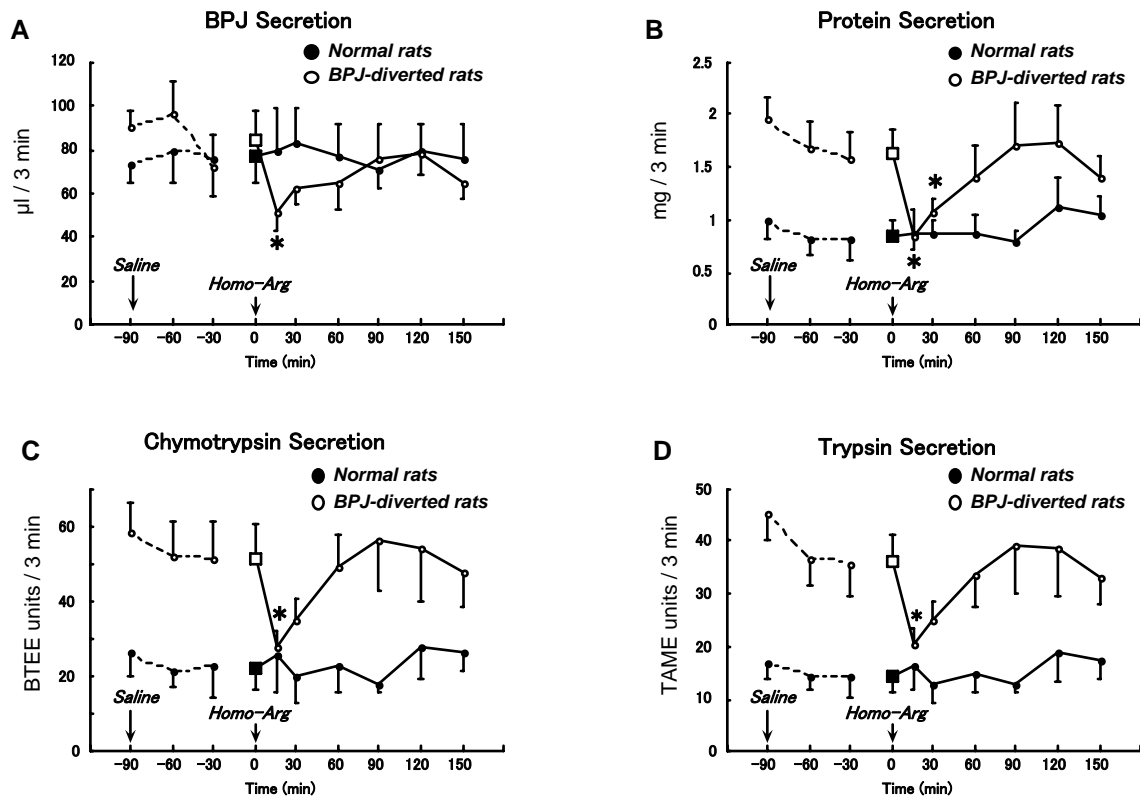 A
BPJ Secretion
Normal rats
BPJ-diverted rats
µl / 3 min
120
100
80
60
40
20
0
Saline
Homo-Arg
*
-90 -60 -30 0 30 60 90 120 150
Time (min)
B
Protein Secretion
Normal rats
BPJ-diverted rats
mg / 3 min
2.5
2
1.5
1
0.5
0
Saline
Homo-Arg
*
*
-90 -60 -30 0 30 60 90 120 150
Time (min)
C
Chymotrypsin Secretion
Normal rats
BPJ-diverted rats
BTEE units / 3 min
60
40
20
0
Saline
Homo-Arg
*
-90 -60 -30 0 30 60 90 120 150
Time (min)
D
Trypsin Secretion
Normal rats
BPJ-diverted rats
TAME units / 3 min
50
40
30
20
10
0
Saline
Homo-Arg
*
-90 -60 -30 0 30 60 90 120 150
Time (min)